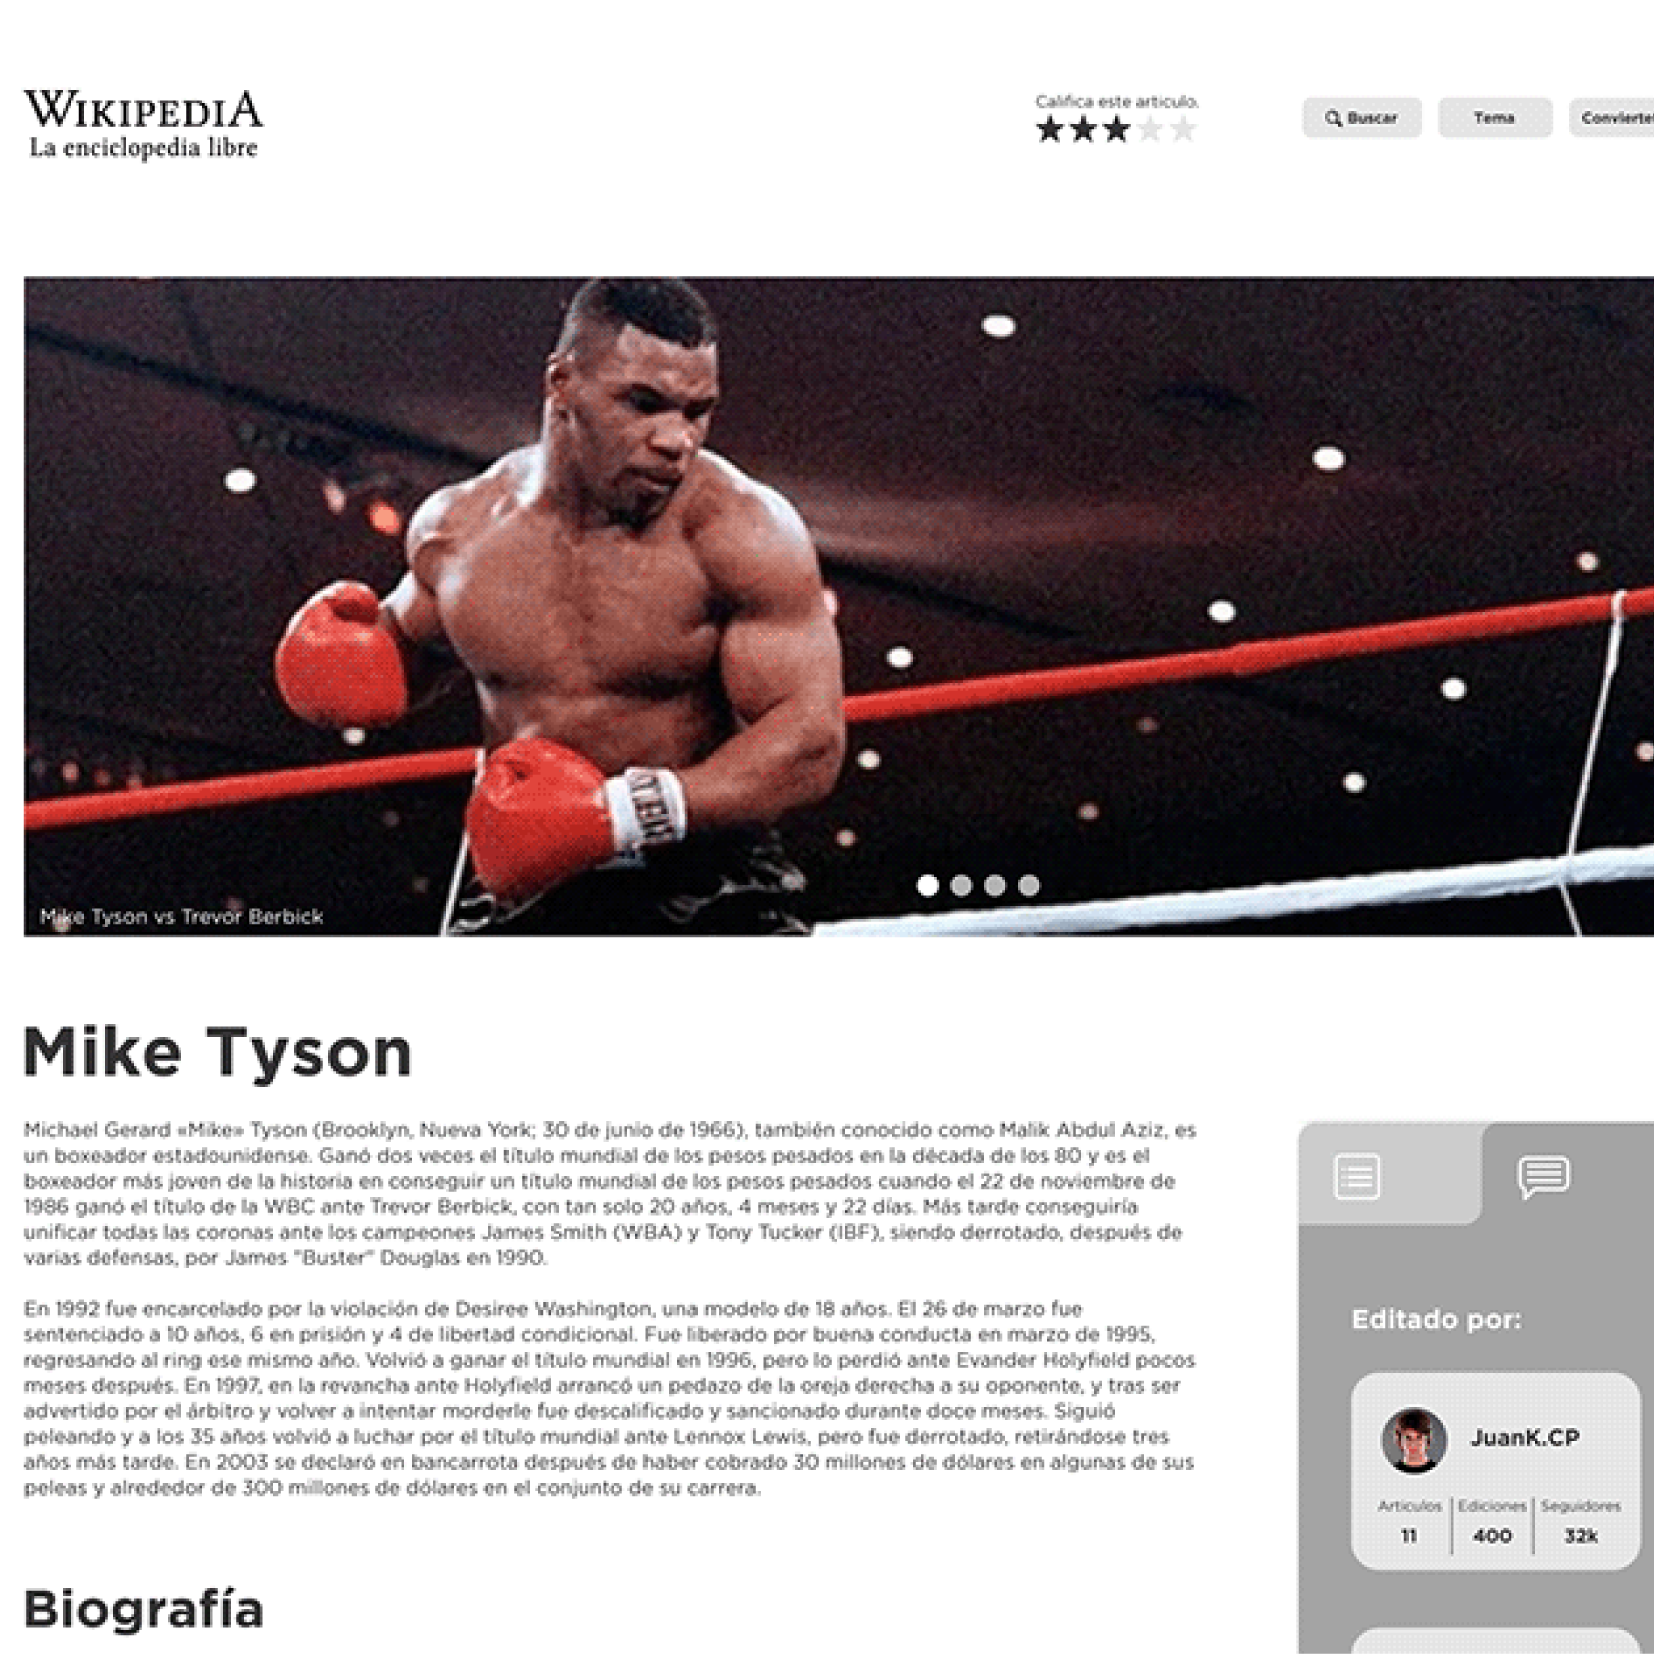 WIKIPEDIA
La enciclopedia libre
Califica este articulo.
Buscar
Tema
Mike Tyson vs Trevor Berbick
Mike Tyson
Michael Gerard «Mike» Tyson (Brooklyn, Nueva York; 30 de junio de 1966), también conocido como Malik Abdul Aziz, es
un boxeador estadounidense. Ganó dos veces el título mundial de los pesos pesados en la década de los 80 y es el
boxeador más joven de la historia en conseguir un título mundial de los pesos pesados cuando el 22 de noviembre de
1986 ganó el título de la WBC ante Trevor Berbick, con tan solo 20 años, 4 meses y 22 días. Más tarde conseguiría
unificar todas las coronas ante los campeones James Smith (WBA) y Tony Tucker (IBF), siendo derrotado, después de
varias defensas, por James "Buster" Douglas en 1990.
En 1992 fue encarcelado por la violación de Desiree Washington, una modelo de 18 años. El 26 de marzo fue
sentenciado a 10 años, 6 en prisión y 4 de libertad condicional. Fue liberado por buena conducta en marzo de 1995,
regresando al ring ese mismo año. Volvió a ganar el título mundial en 1996, pero lo perdió ante Evander Holyfield pocos
meses después. En 1997, en la revancha ante Holyfield arrancó un pedazo de la oreja derecha a su oponente, y tras ser
advertido por el árbitro y volver a intentar morderle fue descalificado y sancionado durante doce meses. Siguió
peleando y a los 35 años volvió a luchar por el título mundial ante Lennox Lewis, pero fue derrotado, retirándose tres
años más tarde. En 2003 se declaró en bancarrota después de haber cobrado 30 millones de dólares en algunas de sus
peleas y alrededor de 300 millones de dólares en el conjunto de su carrera.
Editado por:
JuanK.CP
Articulos Ediciones Seguidores
11 400 32k
Biografía